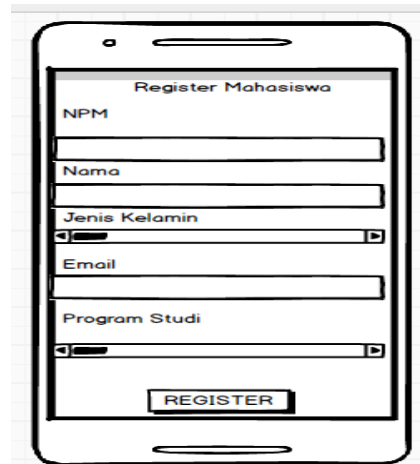 Register Mahasiswa
NPM
Nama
Jenis Kelamin
Email
Program Studi
REGISTER